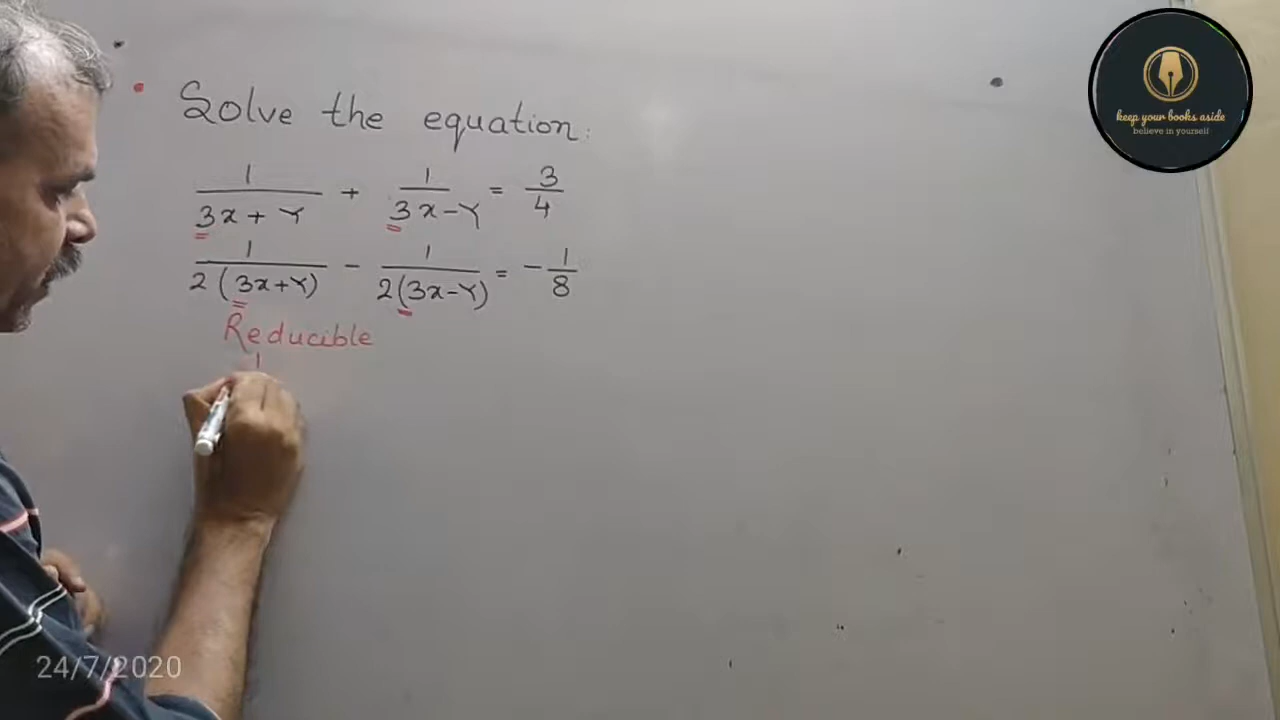 Solve the equation:
1/(3x + Y) + 1/(3x - Y) = 3/4
1/(2(3x+Y)) - 1/(2(3x-Y)) = -1/8
Reducible
1
keep your books aside
believe in yourself
24/7/2020